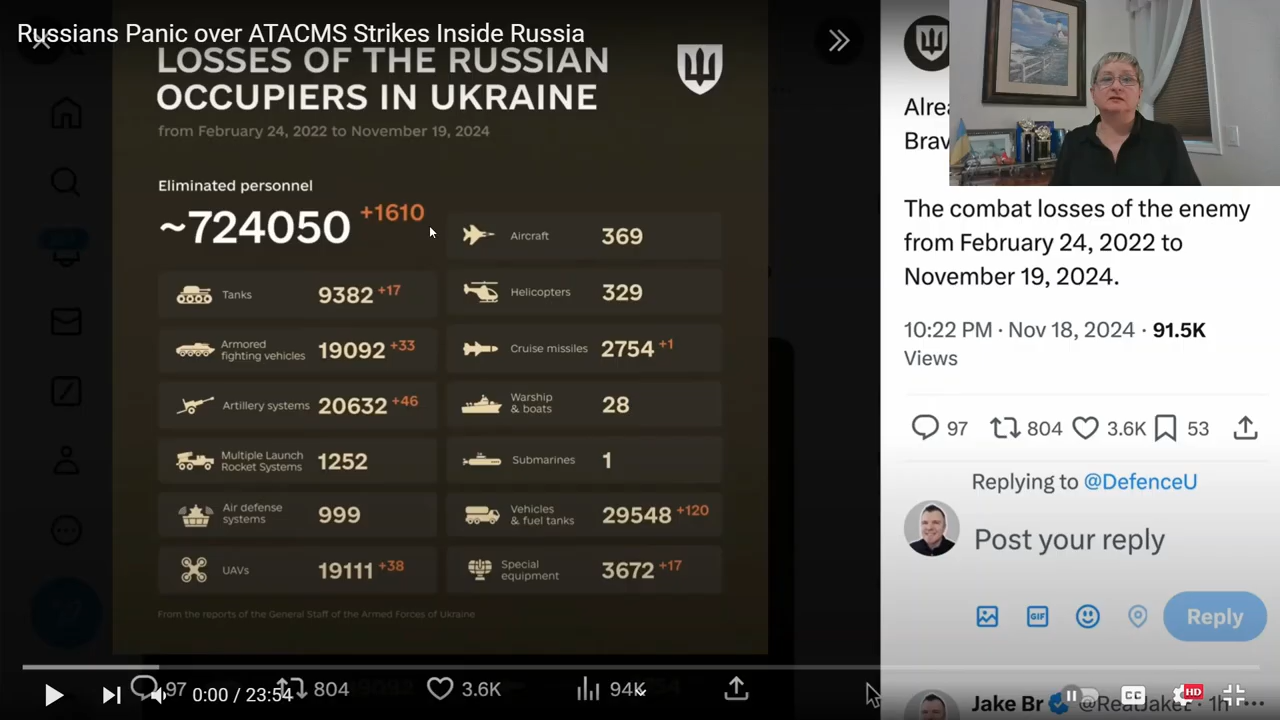 Russians Panic over ATACMS Strikes Inside Russia
LOSSES OF THE RUSSIAN
OCCUPIERS IN UKRAINE
from February 24, 2022 to November 19, 2024
Eliminated personnel
~724050 +1610
Aircraft 369
Tanks 9382 +17
Helicopters 329
Armored
fighting vehicles 19092 +33
Cruise missiles 2754 +1
Artillery systems 20632 +46
Warship
& boats 28
Multiple Launch
Rocket Systems 1252
Submarines 1
Air defense
systems 999
Vehicles
& fuel tanks 29548 +120
UAVs 19111 +38
Special
equipment 3672 +17
From the reports of the General Staff of the Armed Forces of Ukraine
97 804 3.6K 94K
0:00 / 23:54
Brav
The combat losses of the enemy
from February 24, 2022 to
November 19, 2024.
10:22 PM · Nov 18, 2024 · 91.5K
Views
97 804 3.6K 53
Replying to @DefenceU
Post your reply
GIF
Reply
Jake Br
1h
CC
HD